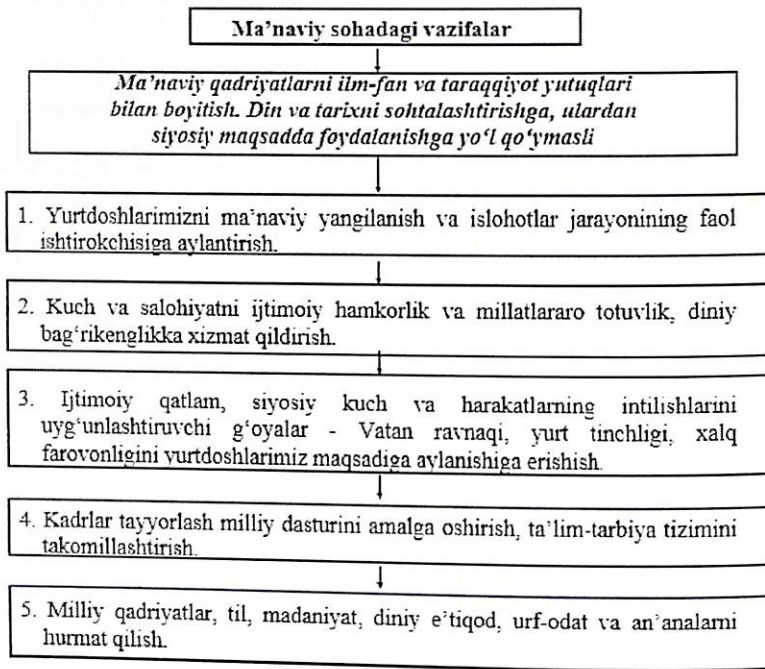 Ma’naviy sohadagi vazifalar
Ma’naviy qadriyatlarni ilm-fan va taraqqiyot yutuqlari
bilan boyitish. Din va tarixni sohtalashtirishga, ulardan
siyosiy maqsadda foydalanishga yo‘l qo‘ymasli
1. Yurtdoshlarimizni ma’naviy yangilanish va islohotlar jarayonining faol
ishtirokchisiga aylantirish.
2. Kuch va salohiyatni ijtimoiy hamkorlik va millatlararo totuvlik, diniy
bag‘rikenglikka xizmat qildirish.
3. Ijtimoiy qatlam, siyosiy kuch va harakatlarning intilishlarini
uyg‘unlashtiruvchi g‘oyalar - Vatan ravnaqi, yurt tinchligi, xalq
farovonligini yurtdoshlarimiz maqsadiga aylanishiga erishish.
4. Kadrlar tayyorlash milliy dasturini amalga oshirish, ta’lim-tarbiya tizimini
takomillashtirish.
5. Milliy qadriyatlar, til, madaniyat, diniy e’tiqod, urf-odat va an’analarni
hurmat qilish.